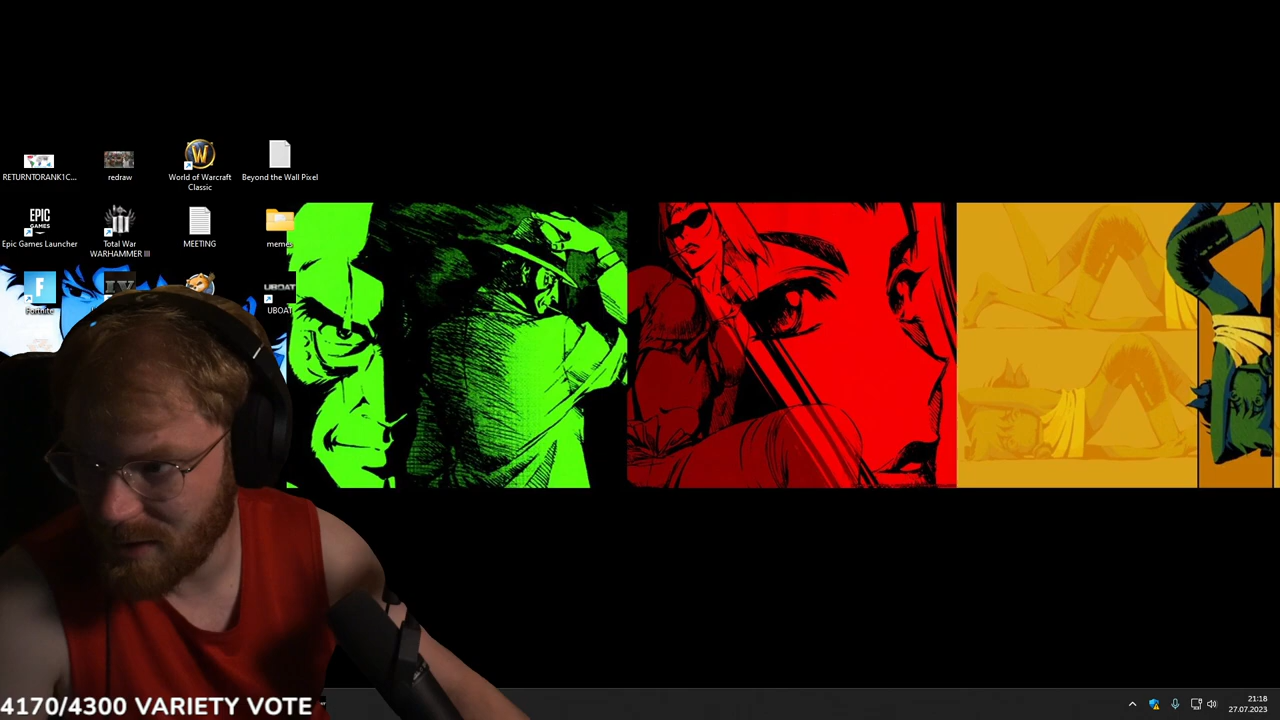 RETURNTORANK1C...
redraw
World of Warcraft
Classic
Beyond the Wall Pixel
EPIC
GAMES
Epic Games Launcher
Total War
WARHAMMER III
MEETING
memes
Fortnite
UBOAT
UBOAT
4170/4300 VARIETY VOTE
21:18
27.07.2023